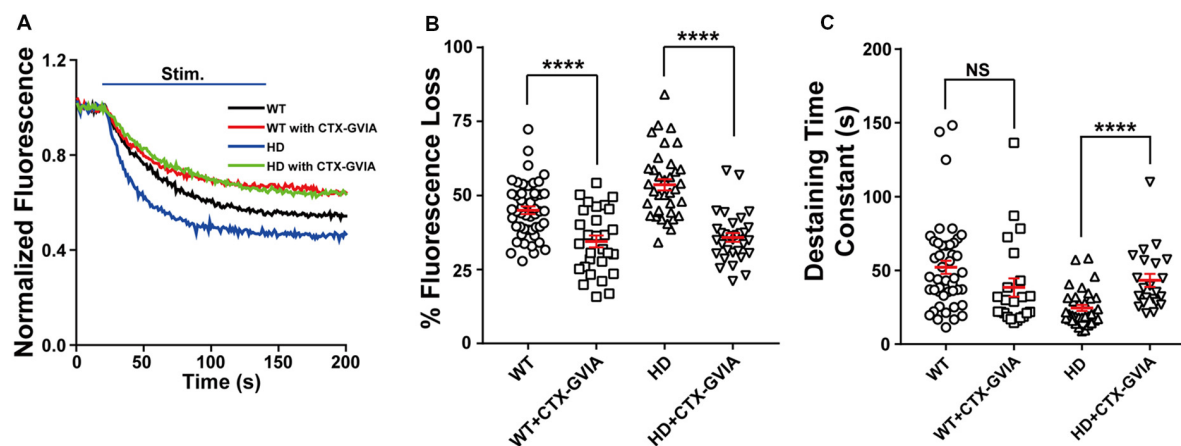 A
Normalized Fluorescence
1.2
0.8
0.4
0.0
0
50
100
150
200
Time (s)
Stim.
WT
WT with CTX-GVIA
HD
HD with CTX-GVIA
B
% Fluorescence Loss
100
75
50
25
0
****
****
WT
WT+CTX-GVIA
HD
HD+CTX-GVIA
C
Destaining Time
Constant (s)
200
150
100
50
0
NS
****
WT
WT+CTX-GVIA
HD
HD+CTX-GVIA